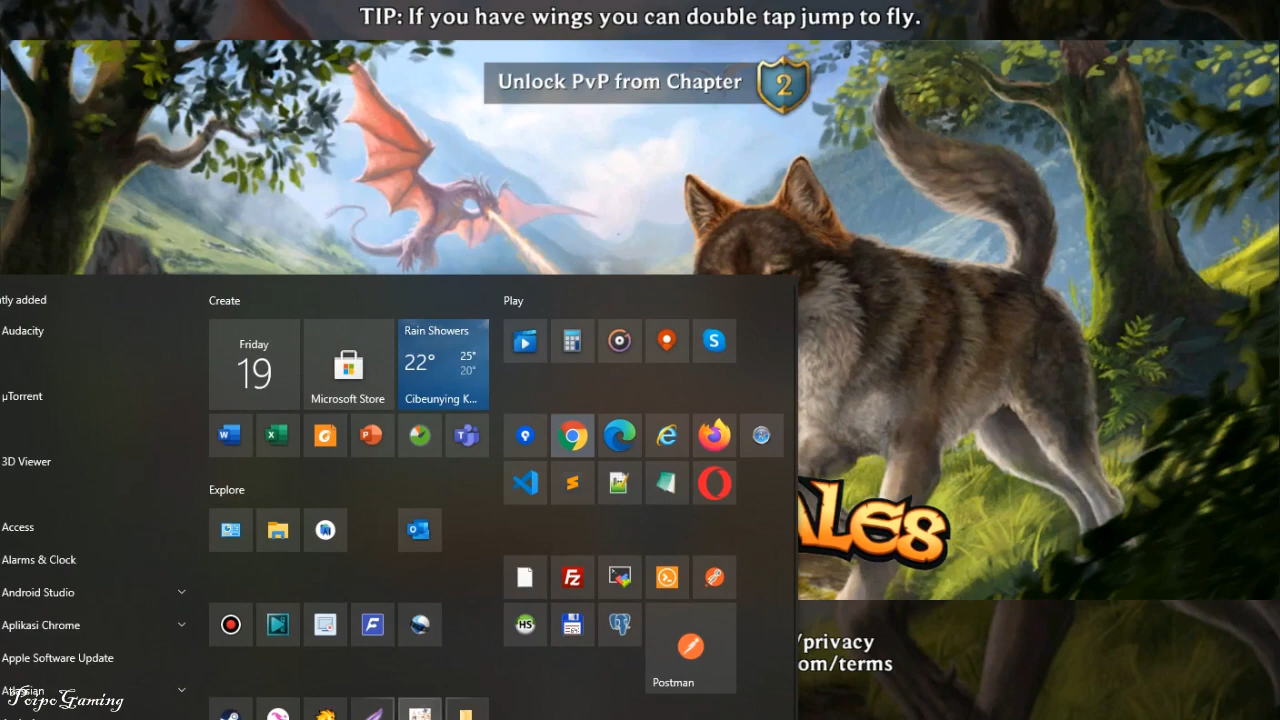 TIP: If you have wings you can double tap jump to fly.
Unlock PvP from Chapter 2
ALES
/privacy
om/terms
tly added
Audacity
µTorrent
3D Viewer
Access
Alarms & Clock
Android Studio
Aplikasi Chrome
Apple Software Update
Atlassian
PoipoGaming
Create
Friday
19
Microsoft Store
Rain Showers
22°
25°
20°
Cibeunying K...
Explore
Play
HS
Postman